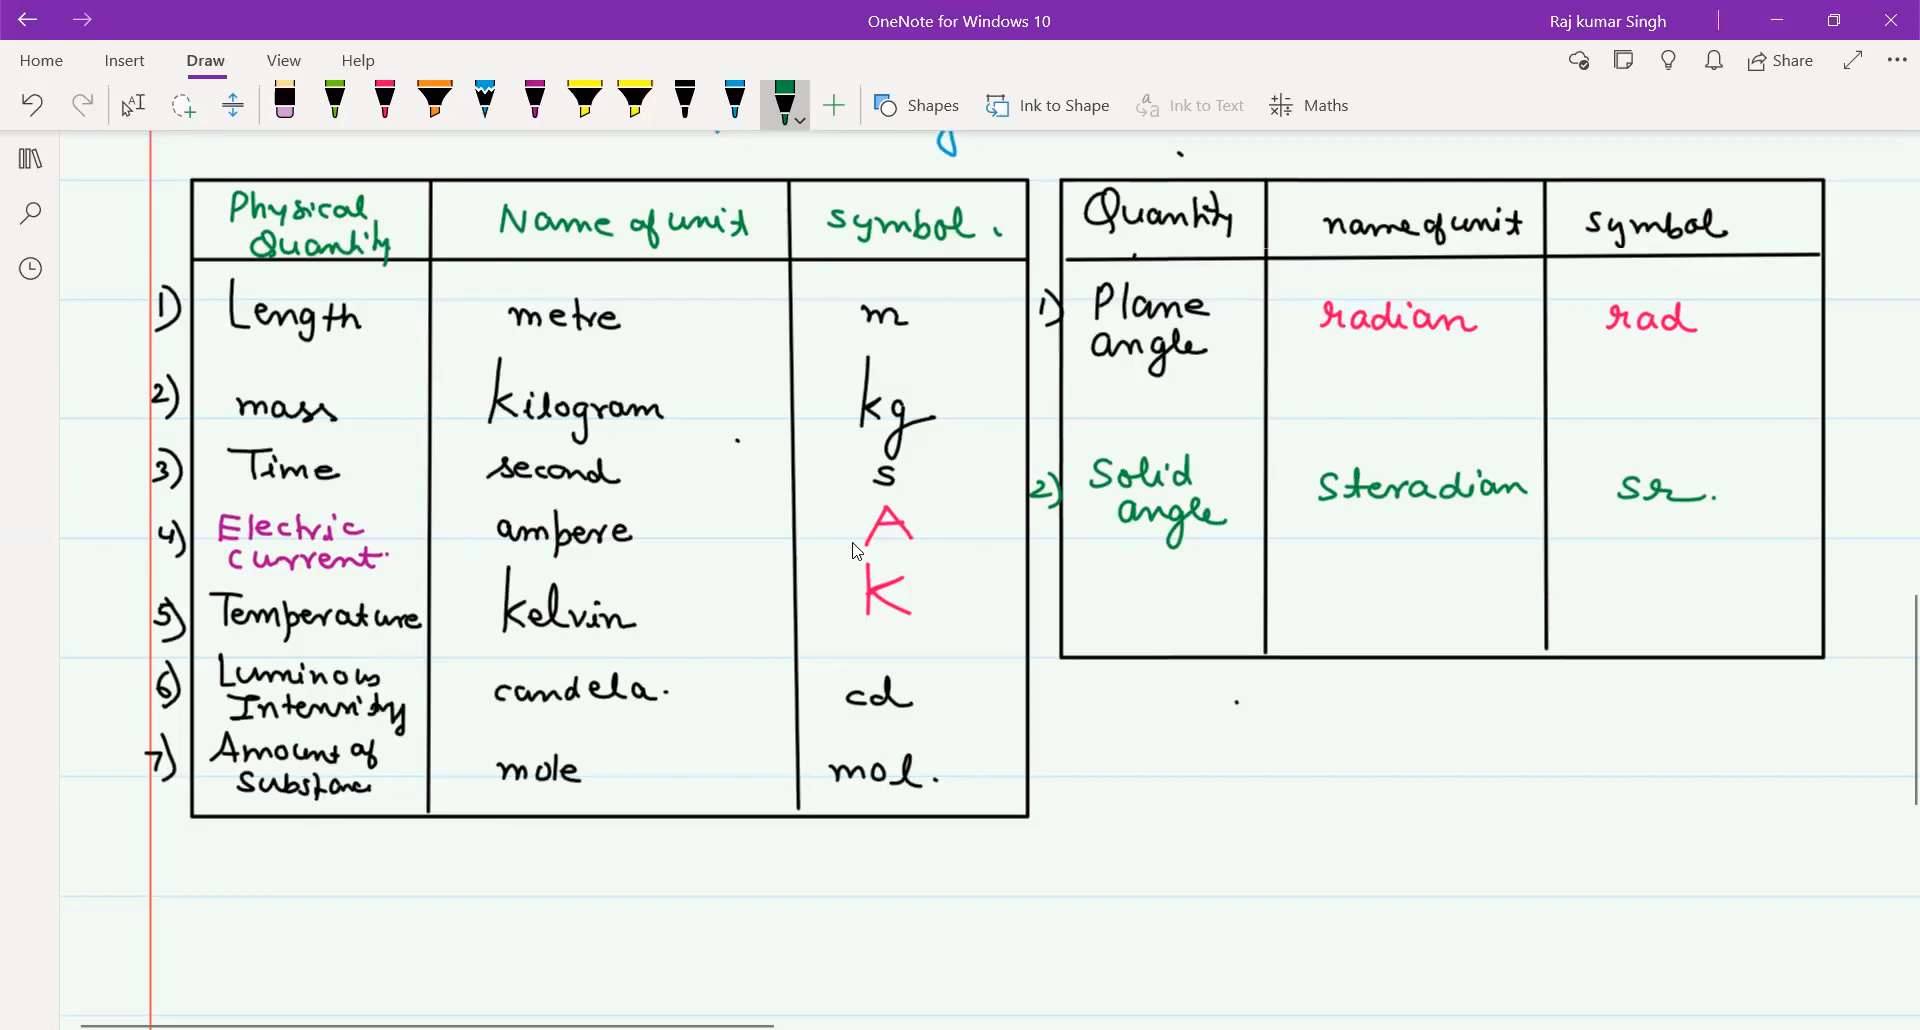 OneNote for Windows 10
Raj kumar Singh
Home Insert Draw View Help
Share
Shapes Ink to Shape Ink to Text Maths
Physical Quantity Name of unit symbol.
1) Length metre m
2) mass kilogram kg
3) Time second s
4) Electric current ampere A
5) Temperature kelvin K
6) Luminous Intensity candela. cd
7) Amount of Substance mole mol.
Quantity name of unit symbol
1) Plane angle radian rad
2) Solid angle Steradian sr.